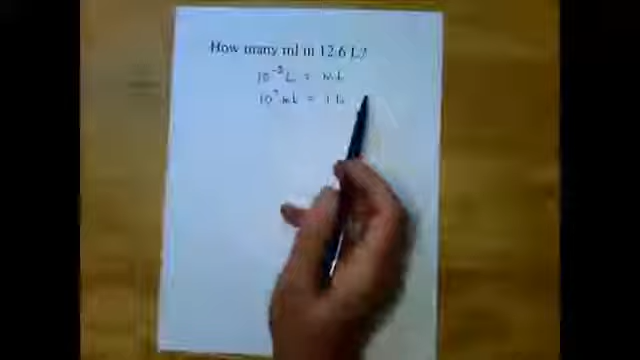 How many ml in 12.6 L?
10⁻³ L = mL
10³ mL = 1 L